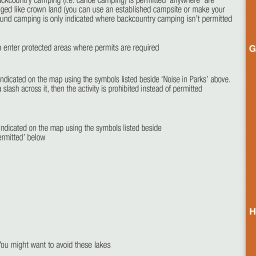 backcountry camping (i.e. canoe camping) is permitted 'anywhere' are
ged like crown land (you can use an established campsite or make your
und camping is only indicated where backcountry camping isn't permitted
enter protected areas where permits are required
G
ndicated on the map using the symbols listed beside 'Noise in Parks' above.
slash across it, then the activity is prohibited instead of permitted
ndicated on the map using the symbols listed beside
ermitted' below
H
You might want to avoid these lakes